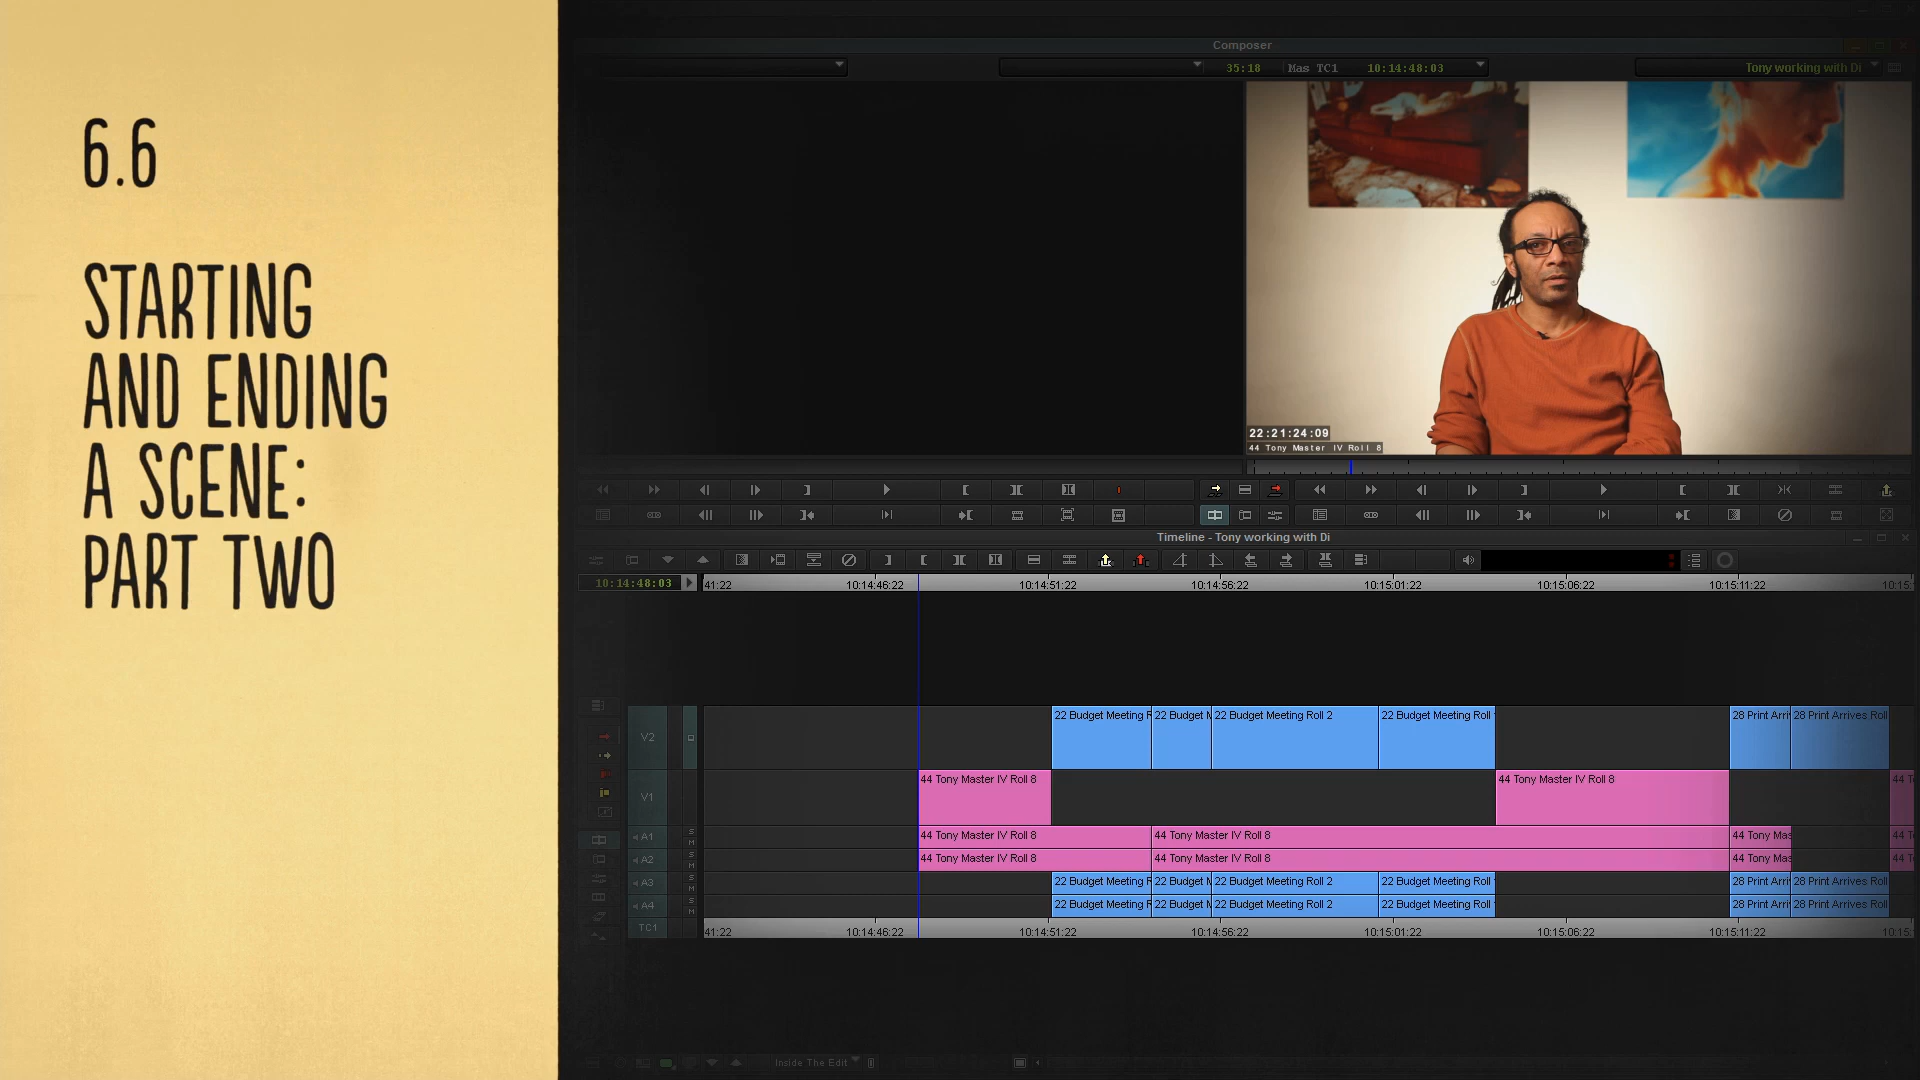 6.6
STARTING
AND ENDING
A SCENE:
PART TWO
Composer
35:18 Mas TC1 10:14:48:03 Tony working with Di
22:21:24:09
44 Tony Master IV Roll 8
Timeline - Tony working with Di
10:14:48:03 41:22 10:14:46:22 10:14:51:22 10:14:56:22 10:15:01:22 10:15:06:22 10:15:11:22 10:15:
V2 22 Budget Meeting R 22 Budget M 22 Budget Meeting Roll 2 22 Budget Meeting Roll 28 Print Arri 28 Print Arrives Roll
V1 44 Tony Master IV Roll 8 44 Tony Master IV Roll 8 44 T
A1 S M 44 Tony Master IV Roll 8 44 Tony Master IV Roll 8 44 Tony Mas 44 T
A2 S M 44 Tony Master IV Roll 8 44 Tony Master IV Roll 8 44 Tony Mas 44 T
A3 S M 22 Budget Meeting R 22 Budget M 22 Budget Meeting Roll 2 22 Budget Meeting Roll 28 Print Arri 28 Print Arrives Roll
A4 S M 22 Budget Meeting R 22 Budget M 22 Budget Meeting Roll 2 22 Budget Meeting Roll 28 Print Arri 28 Print Arrives Roll
TC1 41:22 10:14:46:22 10:14:51:22 10:14:56:22 10:15:01:22 10:15:06:22 10:15:11:22 10:15:
Inside The Edit